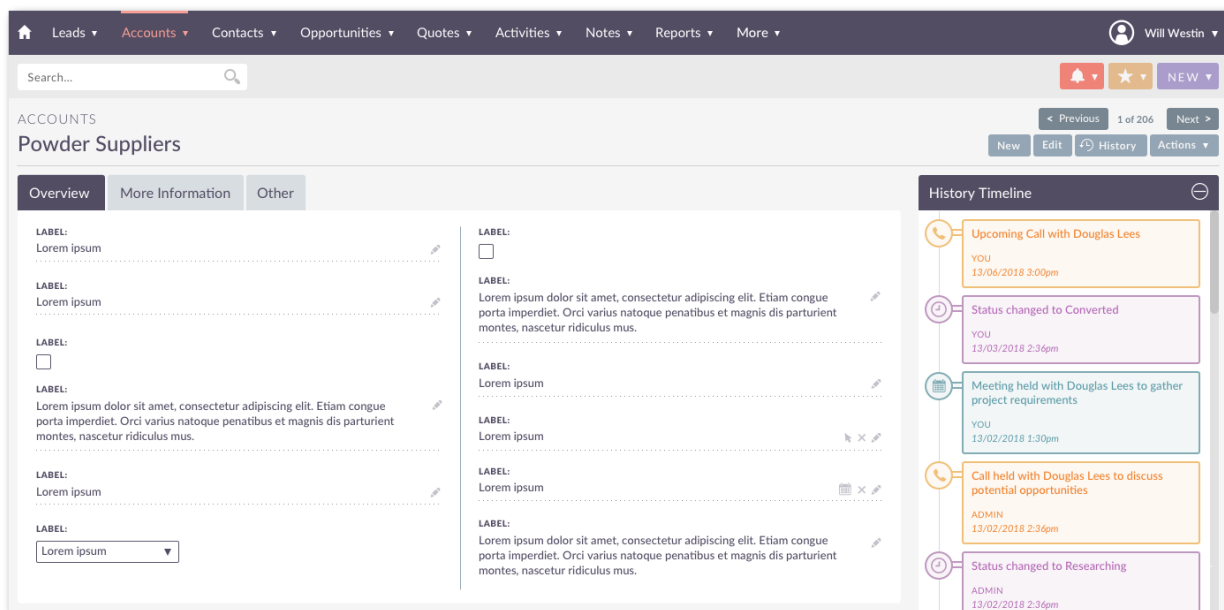 Leads ▼ Accounts ▼ Contacts ▼ Opportunities ▼ Quotes ▼ Activities ▼ Notes ▼ Reports ▼ More ▼ Will Westin ▼
Search...
NEW ▼
ACCOUNTS
Powder Suppliers
< Previous 1 of 206 Next >
New Edit History Actions ▼
Overview More Information Other
LABEL:
Lorem ipsum
LABEL:
Lorem ipsum
LABEL:
LABEL:
Lorem ipsum dolor sit amet, consectetur adipiscing elit. Etiam congue
porta imperdiet. Orci varius natoque penatibus et magnis dis parturient
montes, nascetur ridiculus mus.
LABEL:
Lorem ipsum
LABEL:
Lorem ipsum ▼
LABEL:
LABEL:
Lorem ipsum dolor sit amet, consectetur adipiscing elit. Etiam congue
porta imperdiet. Orci varius natoque penatibus et magnis dis parturient
montes, nascetur ridiculus mus.
LABEL:
Lorem ipsum
LABEL:
Lorem ipsum
LABEL:
Lorem ipsum
LABEL:
Lorem ipsum dolor sit amet, consectetur adipiscing elit. Etiam congue
porta imperdiet. Orci varius natoque penatibus et magnis dis parturient
montes, nascetur ridiculus mus.
History Timeline
Upcoming Call with Douglas Lees
YOU
13/06/2018 3:00pm
Status changed to Converted
YOU
13/03/2018 2:36pm
Meeting held with Douglas Lees to gather
project requirements
YOU
13/02/2018 1:30pm
Call held with Douglas Lees to discuss
potential opportunities
ADMIN
13/02/2018 2:36pm
Status changed to Researching
ADMIN
13/02/2018 2:36pm